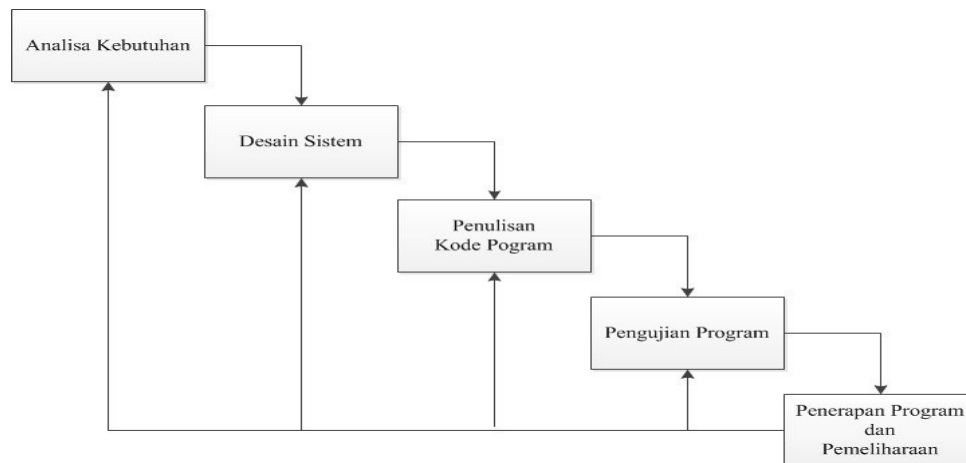 Analisa Kebutuhan
Desain Sistem
Penulisan
Kode Pogram
Pengujian Program
Penerapan Program
dan
Pemeliharaan